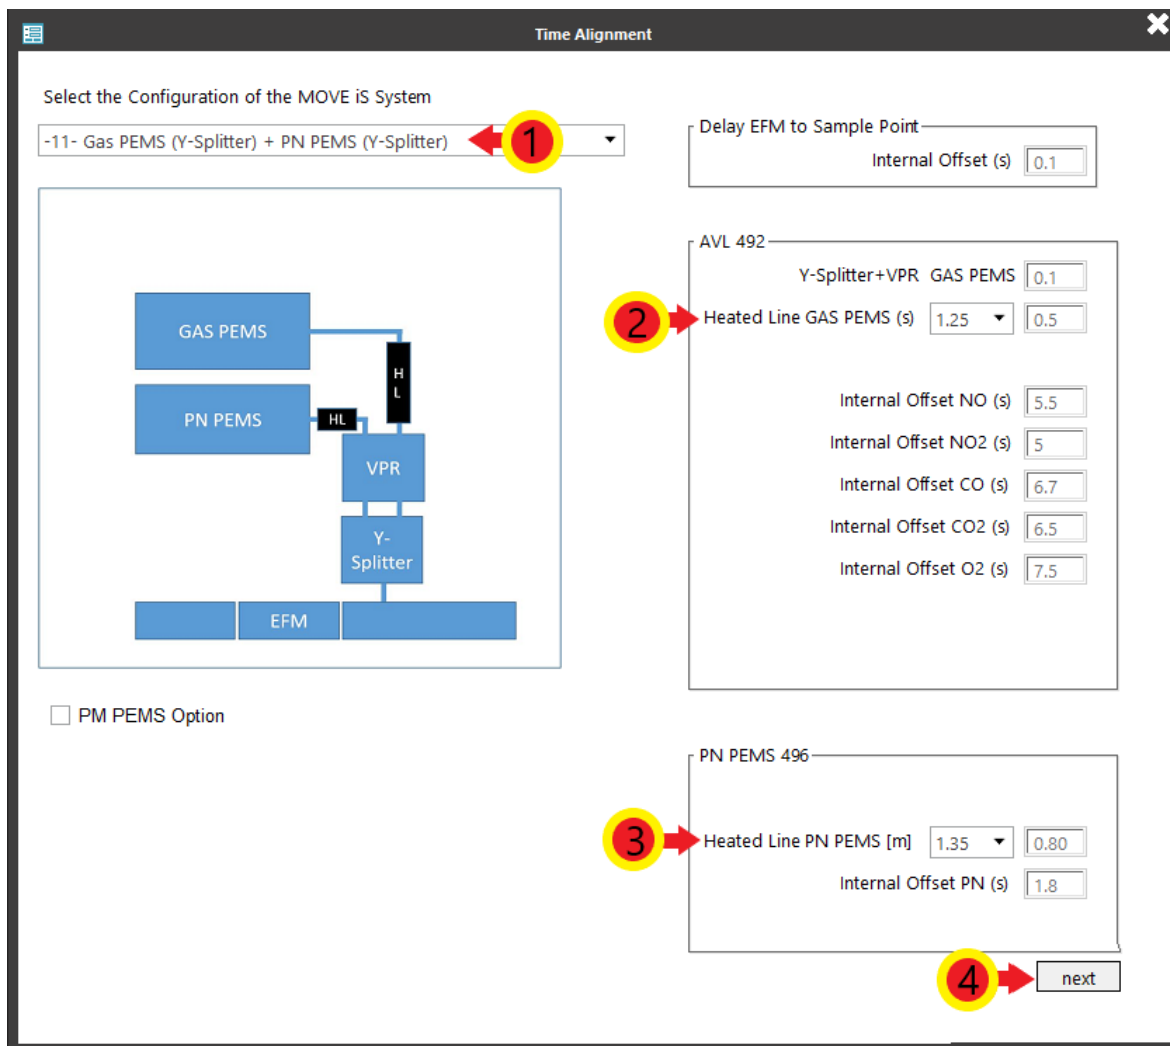 Time Alignment
Select the Configuration of the MOVE iS System
-11- Gas PEMS (Y-Splitter) + PN PEMS (Y-Splitter)
1
Delay EFM to Sample Point
Internal Offset (s) 0.1
AVL 492
Y-Splitter+VPR GAS PEMS 0.1
2 Heated Line GAS PEMS (s) 1.25 0.5
Internal Offset NO (s) 5.5
Internal Offset NO2 (s) 5
Internal Offset CO (s) 6.7
Internal Offset CO2 (s) 6.5
Internal Offset O2 (s) 7.5
GAS PEMS
H
L
PN PEMS
HL
VPR
Y-
Splitter
EFM
PM PEMS Option
PN PEMS 496
3 Heated Line PN PEMS [m] 1.35 0.80
Internal Offset PN (s) 1.8
4 next